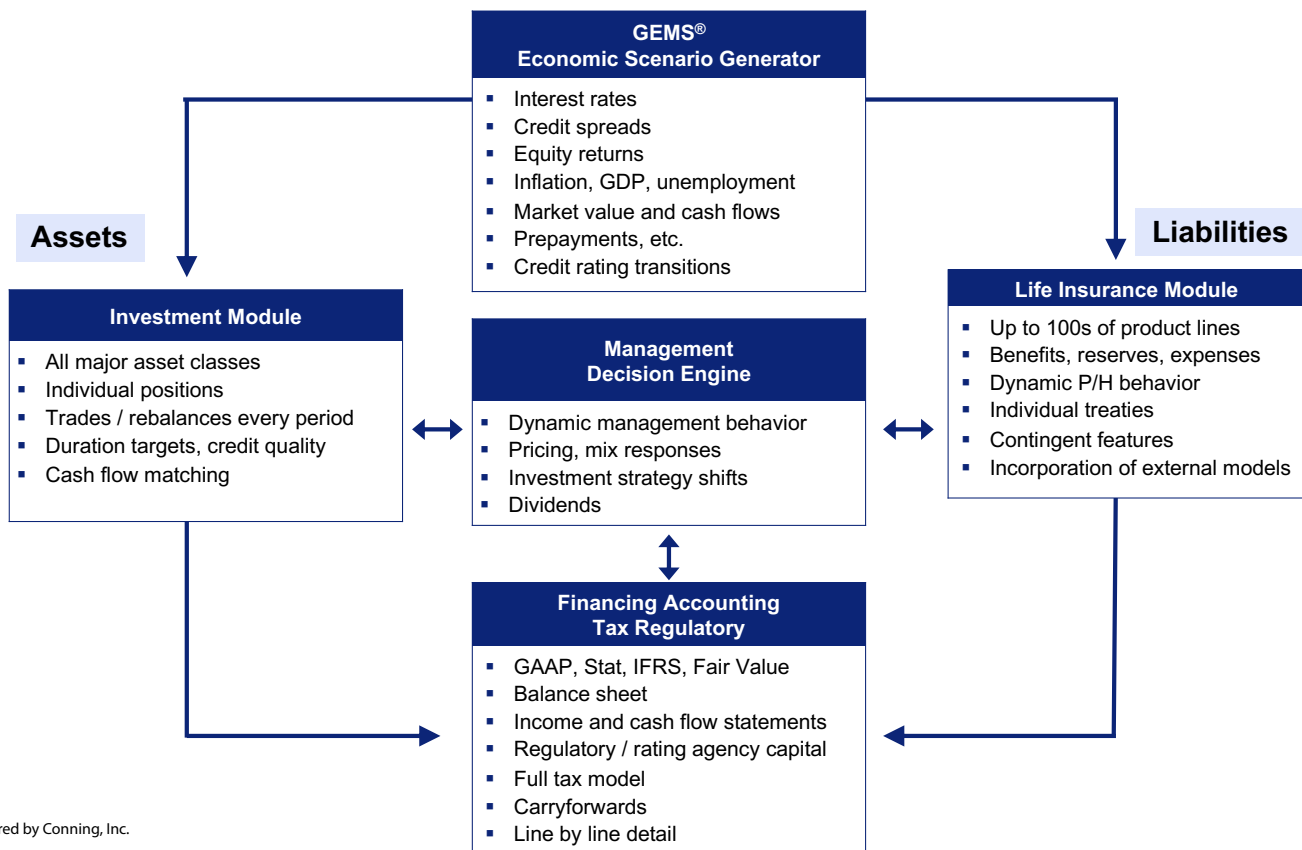 GEMS®
Economic Scenario Generator
▪ Interest rates
▪ Credit spreads
▪ Equity returns
▪ Inflation, GDP, unemployment
▪ Market value and cash flows
▪ Prepayments, etc.
▪ Credit rating transitions
Assets
Liabilities
Investment Module
▪ All major asset classes
▪ Individual positions
▪ Trades / rebalances every period
▪ Duration targets, credit quality
▪ Cash flow matching
Management
Decision Engine
▪ Dynamic management behavior
▪ Pricing, mix responses
▪ Investment strategy shifts
▪ Dividends
Life Insurance Module
▪ Up to 100s of product lines
▪ Benefits, reserves, expenses
▪ Dynamic P/H behavior
▪ Individual treaties
▪ Contingent features
▪ Incorporation of external models
Financing Accounting
Tax Regulatory
▪ GAAP, Stat, IFRS, Fair Value
▪ Balance sheet
▪ Income and cash flow statements
▪ Regulatory / rating agency capital
▪ Full tax model
▪ Carryforwards
▪ Line by line detail
by Conning, Inc.